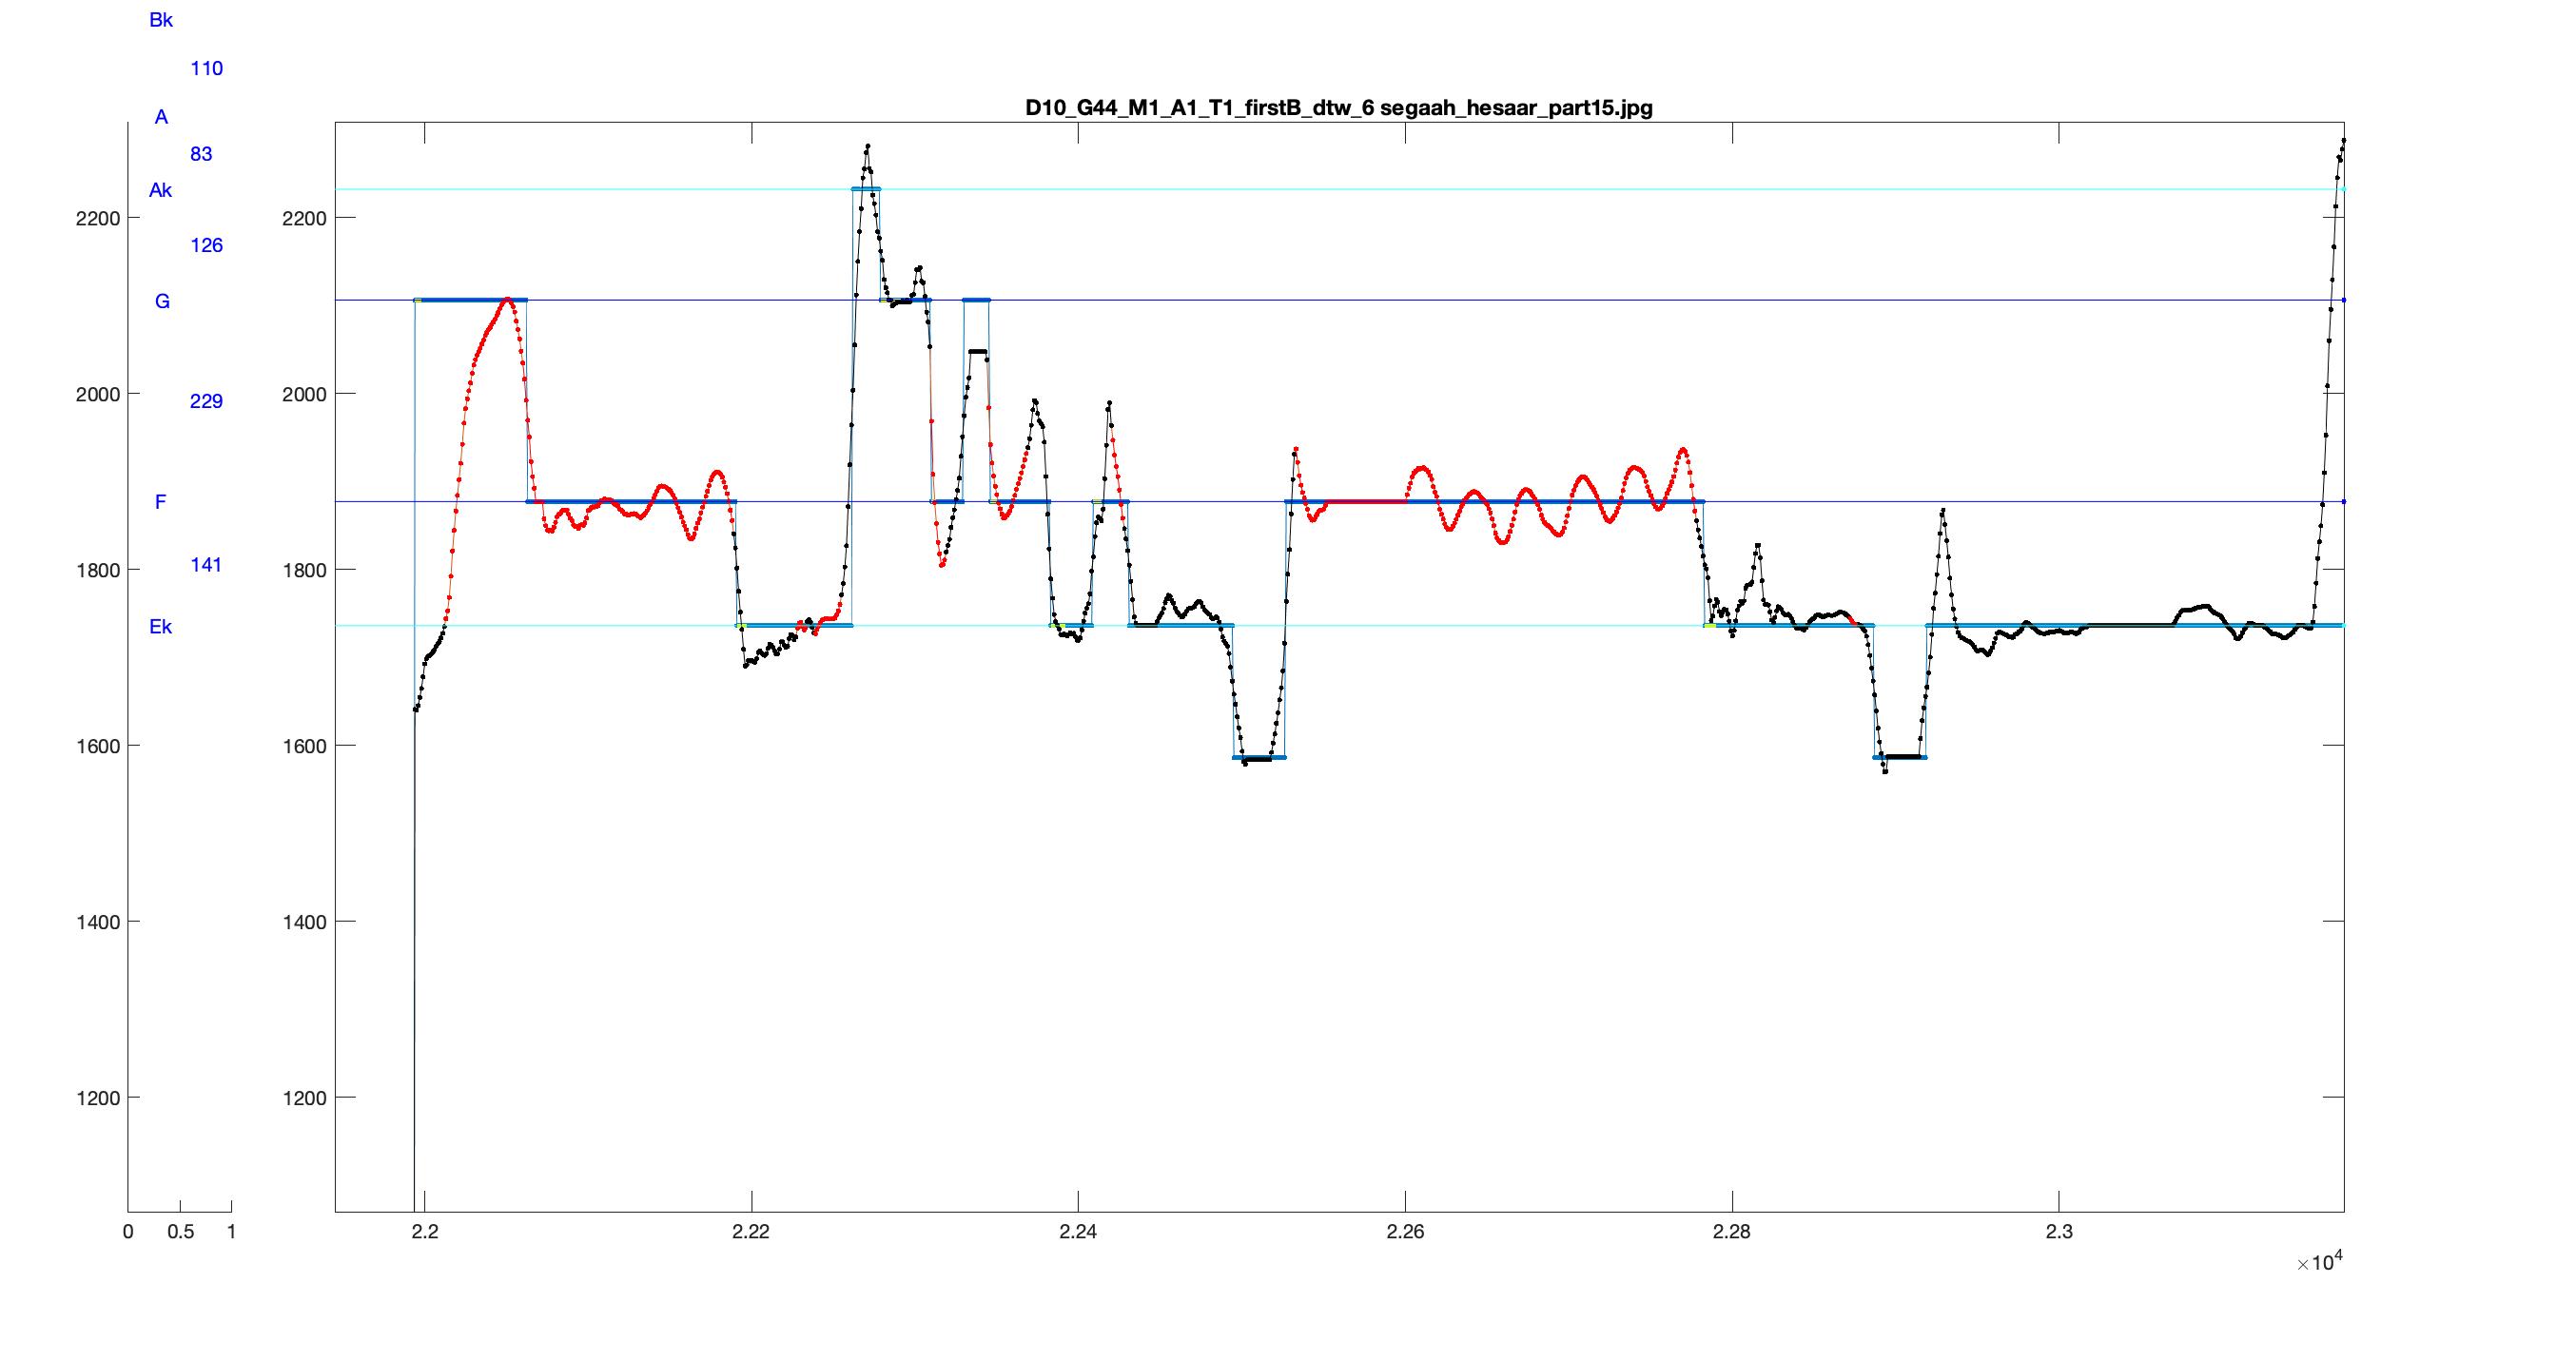 Bk
110
D10_G44_M1_A1_T1_firstB_dtw_6 segaah_hesaar_part15.jpg
A
83
Ak
2200
2200
126
G
2000
229
2000
F
1800
141
1800
Ek
1600
1600
1400
1400
1200
1200
0 0.5 1
2.2 2.22 2.24 2.26 2.28 2.3
×10⁴